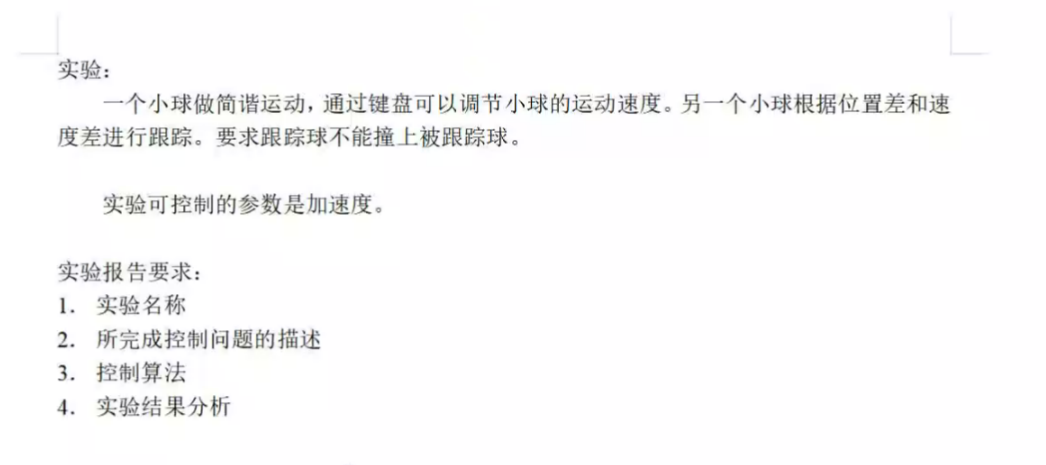 实验：
一个小球做简谐运动，通过键盘可以调节小球的运动速度。另一个小球根据位置差和速
度差进行跟踪。要求跟踪球不能撞上被跟踪球。
实验可控制的参数是加速度。
实验报告要求：
1. 实验名称
2. 所完成控制问题的描述
3. 控制算法
4. 实验结果分析